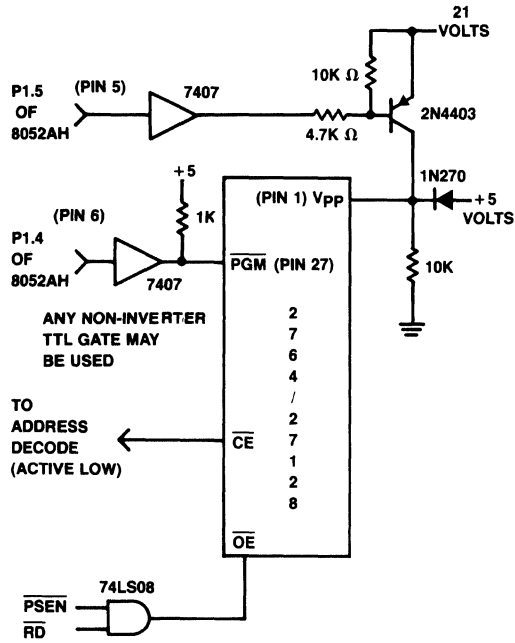 21
VOLTS
10K Ω
P1.5
OF
8052AH
(PIN 5)
7407
4.7K Ω
2N4403
+5
1K
(PIN 1) VPP
1N270
+5
VOLTS
(PIN 6)
P1.4
OF
8052AH
7407
PGM (PIN 27)
10K
ANY NON-INVERTER
TTL GATE MAY
BE USED
2
7
6
4
/
2
7
1
2
8
TO
ADDRESS
DECODE
(ACTIVE LOW)
CE
OE
74LS08
PSEN
RD